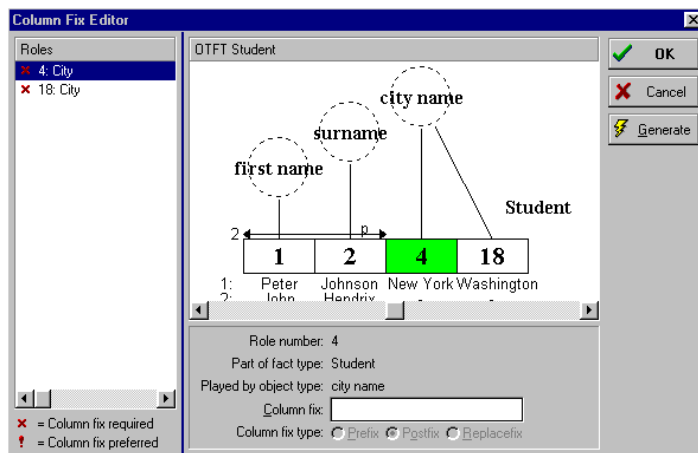 Column Fix Editor
Roles
4: City
18: City
= Column fix required
= Column fix preferred
OTFT Student
city name
surname
first name
Student
2 p
1 2 4 18
1: Peter Johnson New York Washington
2: John Hendrix - -
Role number: 4
Part of fact type: Student
Played by object type: city name
Column fix:
Column fix type: Prefix Postfix Replacefix
OK
Cancel
Generate